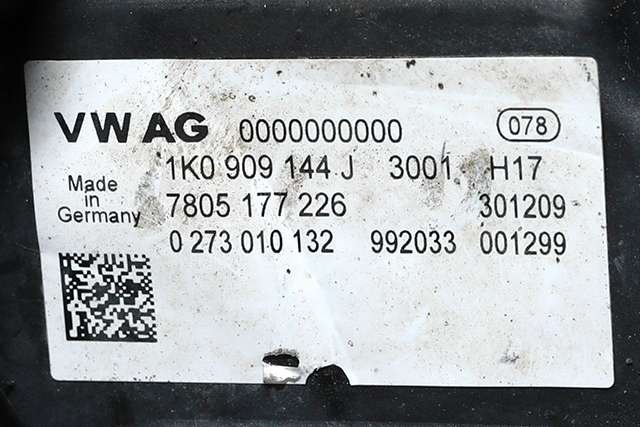 VW AG 0000000000 078
1K0 909 144 J 3001 H17
Made in Germany
7805 177 226 301209
0 273 010 132 992033 001299